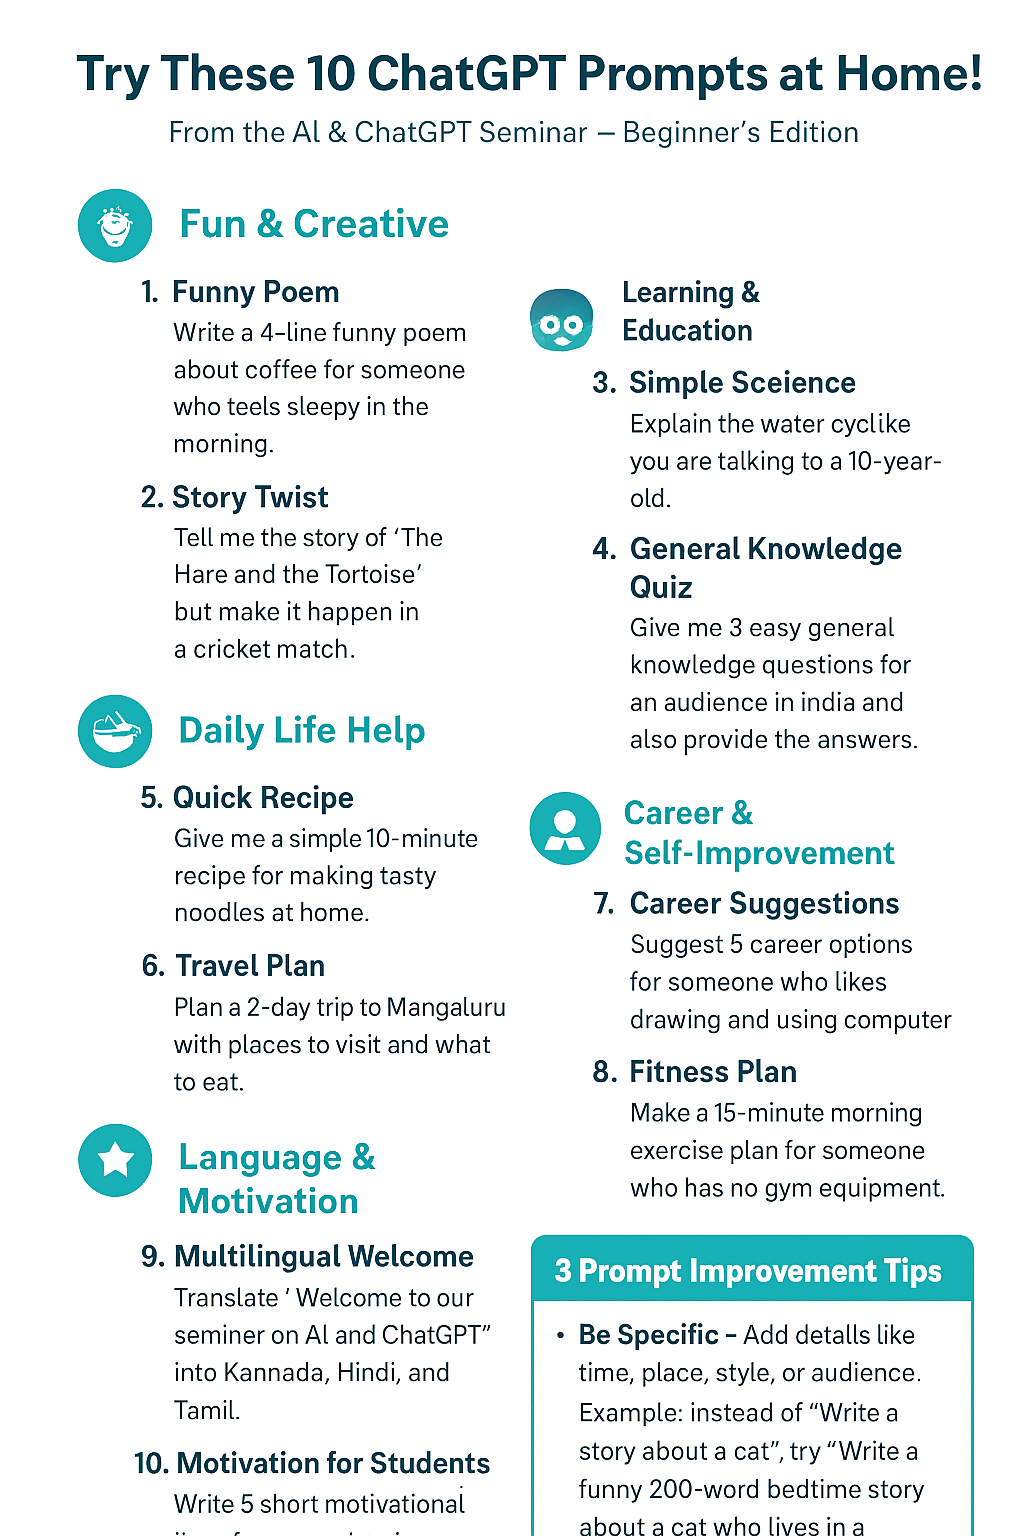 Try These 10 ChatGPT Prompts at Home!
From the AI & ChatGPT Seminar – Beginner's Edition
Fun & Creative
1. Funny Poem
Write a 4-line funny poem
about coffee for someone
who teels sleepy in the
morning.
2. Story Twist
Tell me the story of ‘The
Hare and the Tortoise’
but make it happen in
a cricket match.
Learning &
Education
3. Simple Sceience
Explain the water cyclike
you are talking to a 10-year-
old.
4. General Knowledge
Quiz
Give me 3 easy general
knowledge questions for
an audience in india and
also provide the answers.
Daily Life Help
5. Quick Recipe
Give me a simple 10-minute
recipe for making tasty
noodles at home.
6. Travel Plan
Plan a 2-day trip to Mangaluru
with places to visit and what
to eat.
Career &
Self-Improvement
7. Career Suggestions
Suggest 5 career options
for someone who likes
drawing and using computer
8. Fitness Plan
Make a 15-minute morning
exercise plan for someone
who has no gym equipment.
Language &
Motivation
9. Multilingual Welcome
Translate ' Welcome to our
seminer on AI and ChatGPT”
into Kannada, Hindi, and
Tamil.
10. Motivation for Students
Write 5 short motivational
3 Prompt Improvement Tips
• Be Specific – Add detalls like
time, place, style, or audience.
Example: instead of “Write a
story about a cat”, try “Write a
funny 200-word bedtime story
about a cat who lives in a